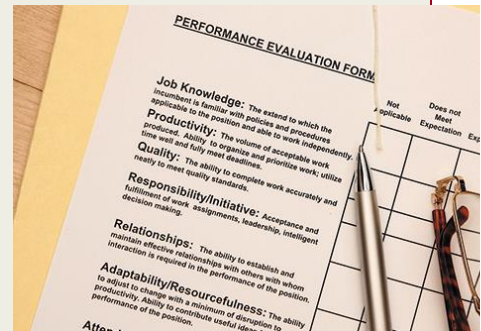 PERFORMANCE EVALUATION FORM
Not
Applicable
Does not
Meet
Expectation
Job Knowledge: The extend to which the
incumbent is familiar with policies and procedures
applicable to the position and able to work independently.
Productivity: The volume of acceptable work
produced. Ability to organize and prioritize work; utilize
time well and fully meet deadlines.
Quality: The ability to complete work accurately and
neatly to meet quality standards.
Responsibility/Initiative: Acceptance and
fulfillment of work assignments, leadership, intelligent
decision making.
Relationships: The ability to establish and
maintain effective relationships with others with whom
interaction is required in the performance of the position.
Adaptability/Resourcefulness: The ability
to adjust to change with a minimum of disruption to
productivity. Ability to contribute useful
performance of the position.